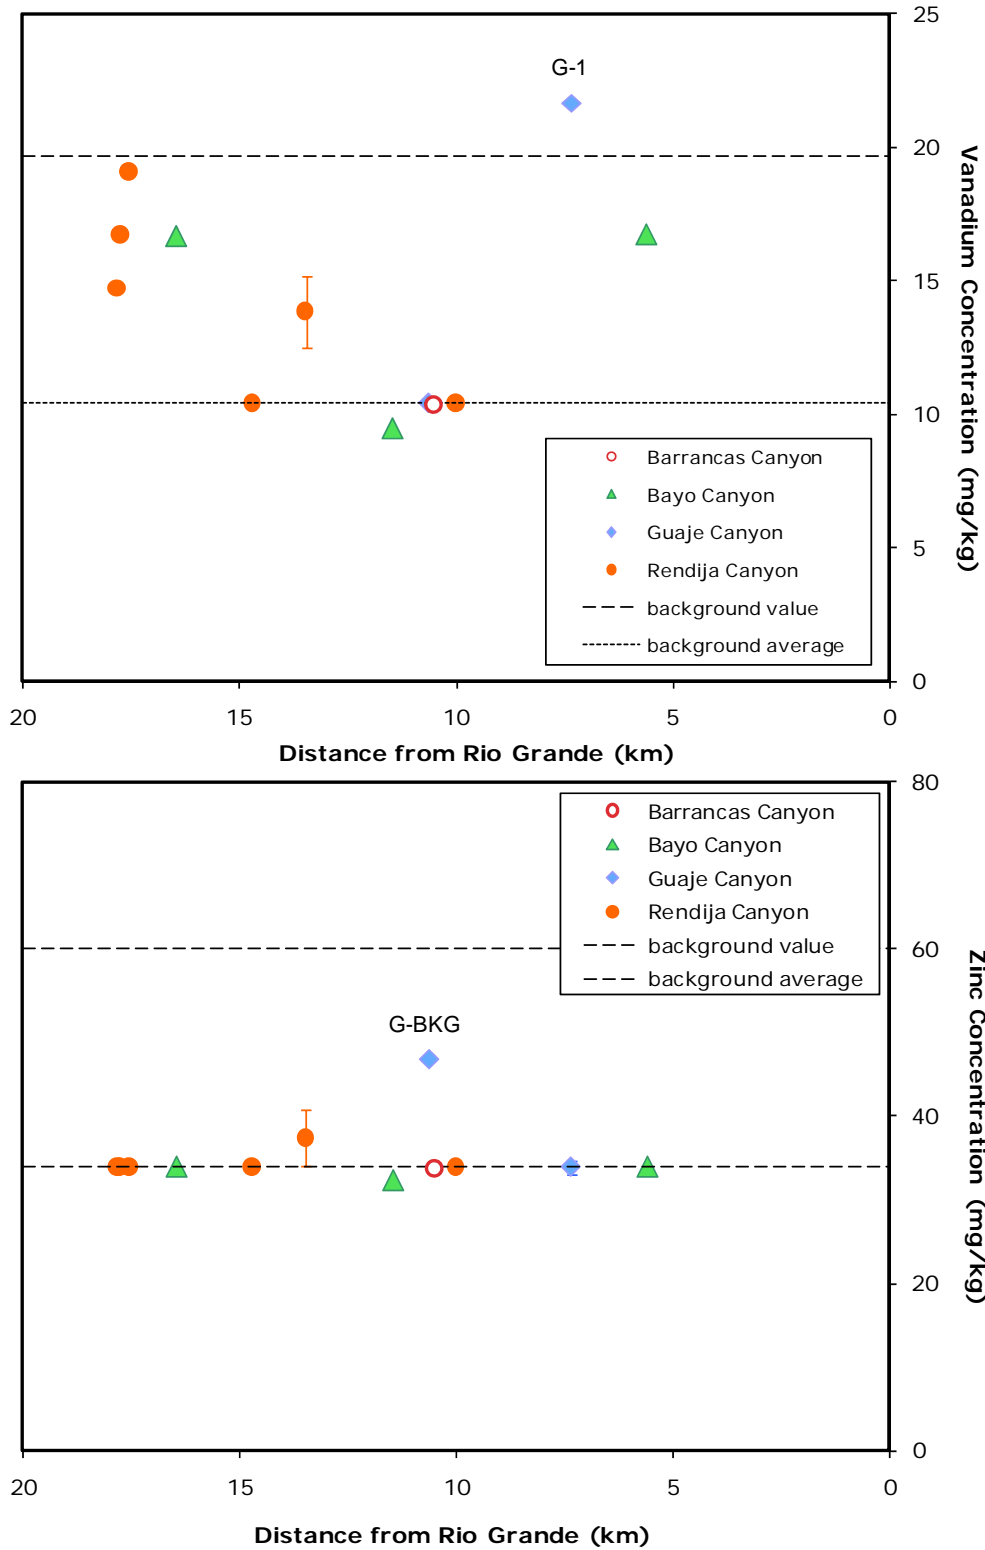 25
G-1
20
15
10
5
0
Vanadium Concentration (mg/kg)
Barrancas Canyon
Bayo Canyon
Guaje Canyon
Rendija Canyon
background value
background average
20 15 10 5 0
Distance from Rio Grande (km)
80
60
40
20
0
Zinc Concentration (mg/kg)
Barrancas Canyon
Bayo Canyon
Guaje Canyon
Rendija Canyon
background value
background average
G-BKG
20 15 10 5 0
Distance from Rio Grande (km)